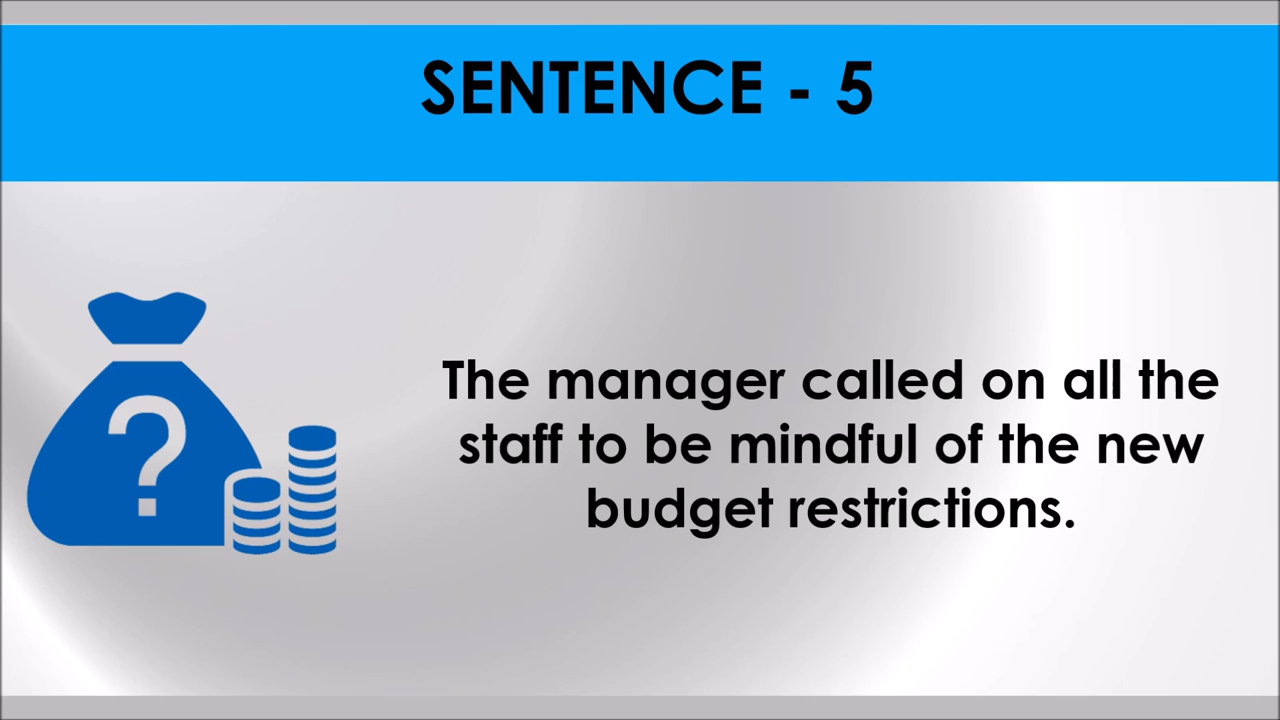 SENTENCE - 5
?
The manager called on all the
staff to be mindful of the new
budget restrictions.